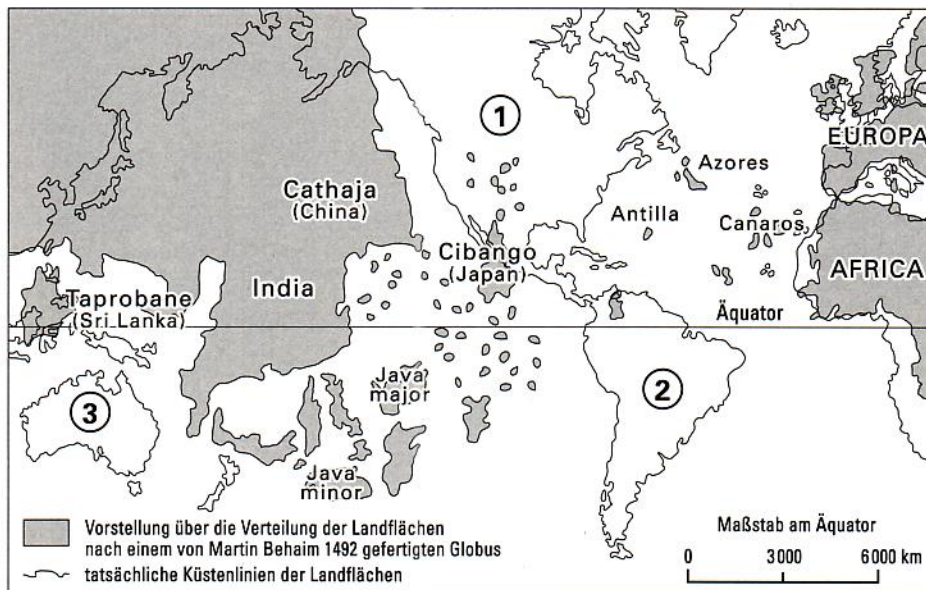 1
EUROPA
Azores
Cathaja
(China)
Antilla
Canaros
Cibango
(Japan)
AFRICA
India
Taprobane
(Sri Lanka)
Äquator
Java
major
2
3
Java
minor
Vorstellung über die Verteilung der Landflächen
nach einem von Martin Behaim 1492 gefertigten Globus
tatsächliche Küstenlinien der Landflächen
Maßstab am Äquator
0 3000 6000 km